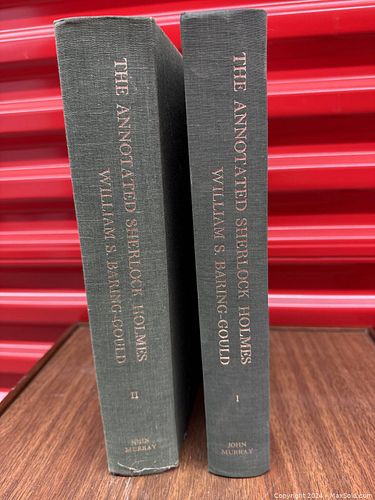 THE ANNOTATED SHERLOCK HOLMES
WILLIAM S. BARING-GOULD
II
JOHN
MURRAY
THE ANNOTATED SHERLOCK HOLMES
WILLIAM S. BARING-GOULD
I
JOHN
MURRAY
Copyright 2024 - MaxSold.com